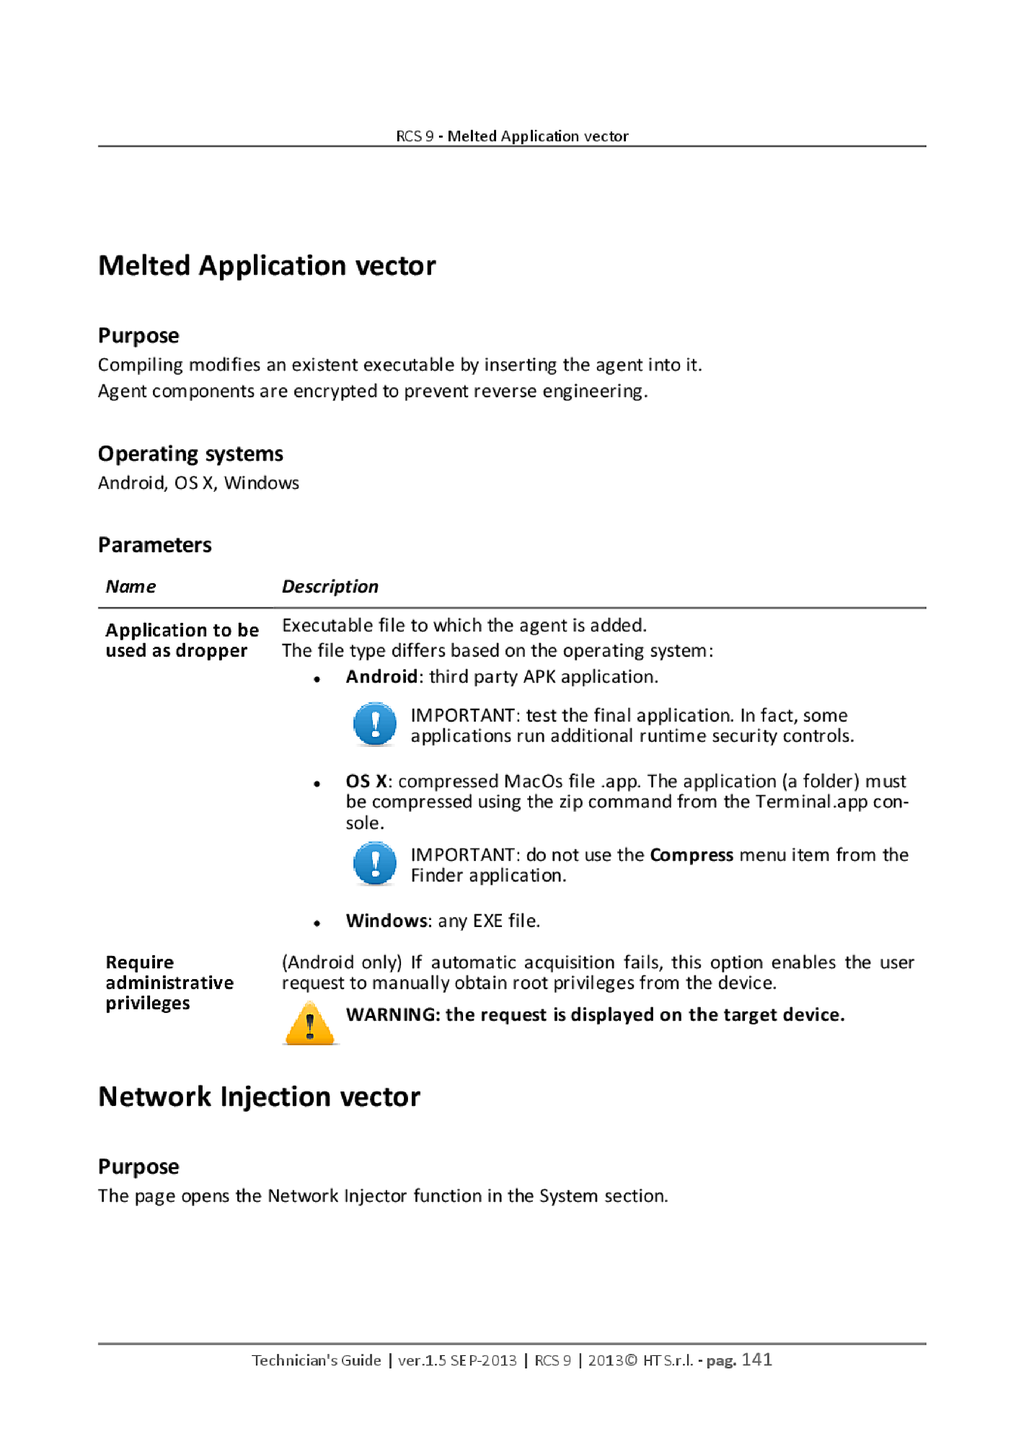 RCS 9 - Melted Application vector
Melted Application vector
Purpose
Compiling modifies an existent executable by inserting the agent into it.
Agent components are encrypted to prevent reverse engineering.
Operating systems
Android, OS X, Windows
Parameters
Name Description
Application to be
used as dropper
Executable file to which the agent is added.
The file type differs based on the operating system:
• Android: third party APK application.
IMPORTANT: test the final application. In fact, some
applications run additional runtime security controls.
• OS X: compressed MacOs file .app. The application (a folder) must
be compressed using the zip command from the Terminal.app con-
sole.
IMPORTANT: do not use the Compress menu item from the
Finder application.
• Windows: any EXE file.
Require
administrative
privileges
(Android only) If automatic acquisition fails, this option enables the user
request to manually obtain root privileges from the device.
WARNING: the request is displayed on the target device.
Network Injection vector
Purpose
The page opens the Network Injector function in the System section.
Technician's Guide | ver.1.5 SEP-2013 | RCS 9 | 2013© HT S.r.l. - pag. 141